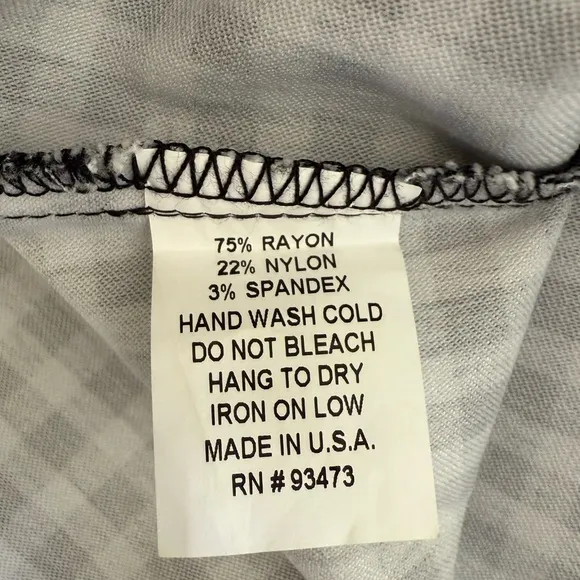 75% RAYON
22% NYLON
3% SPANDEX
HAND WASH COLD
DO NOT BLEACH
HANG TO DRY
IRON ON LOW
MADE IN U.S.A.
RN # 93473